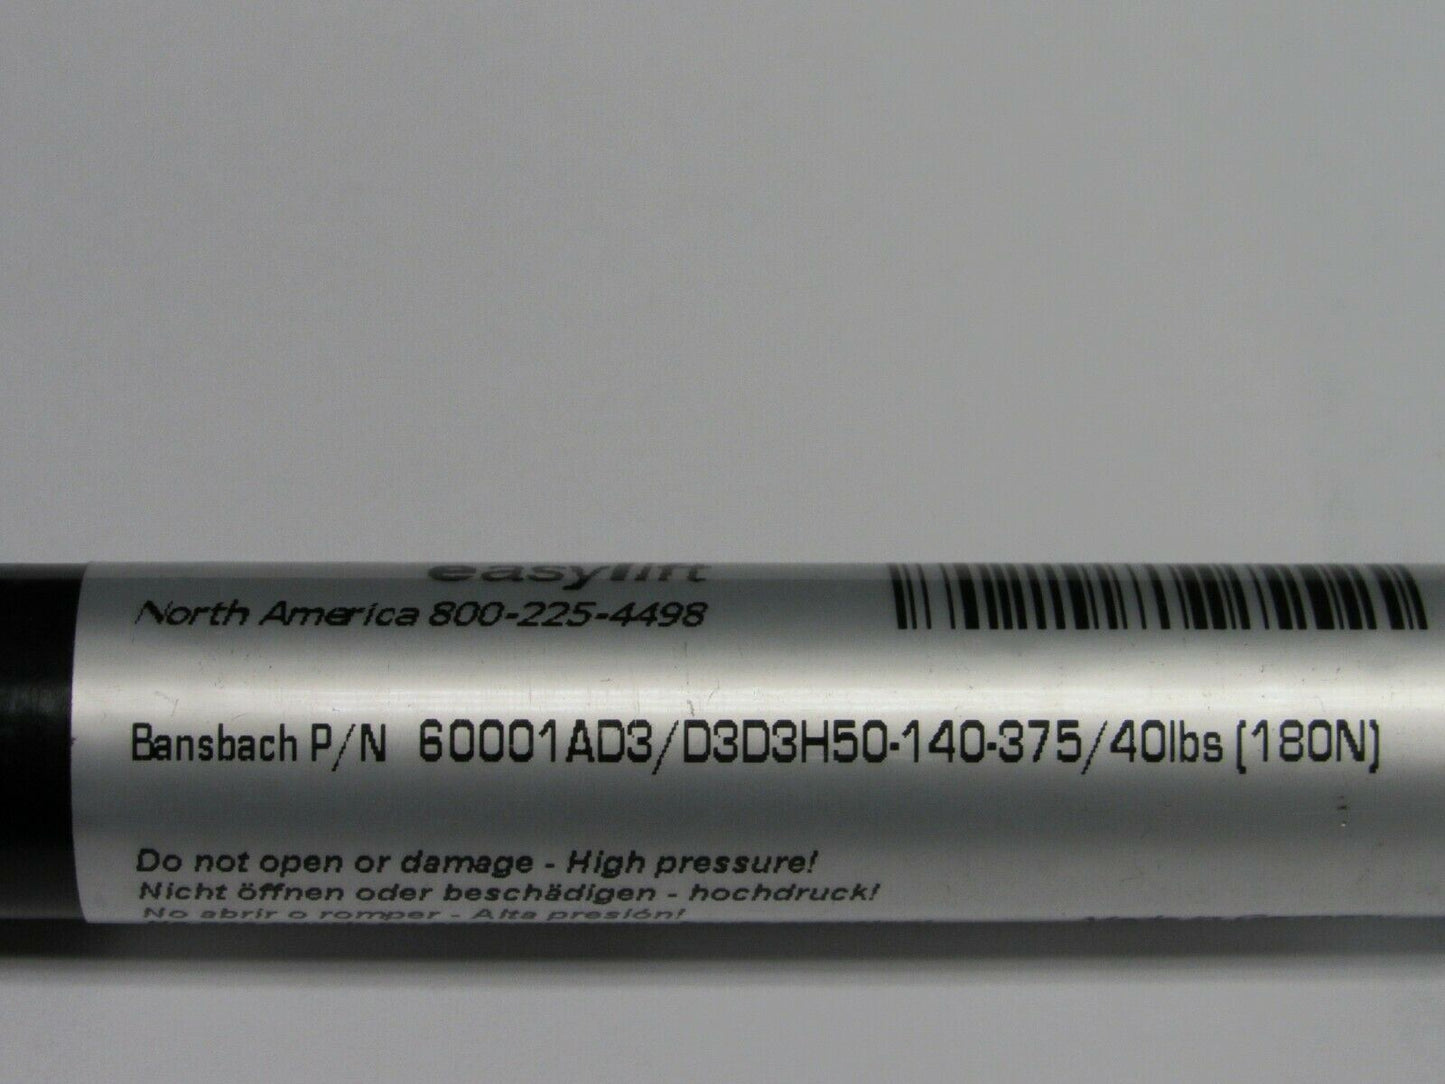 easylift
North America 800-225-4498
Bansbach P/N 60001AD3/D3D3H50-140-375/40lbs (180N)
Do not open or damage - High pressure!
Nicht öffnen oder beschädigen - hochdruck!
No abrir o romper - Alta presión!